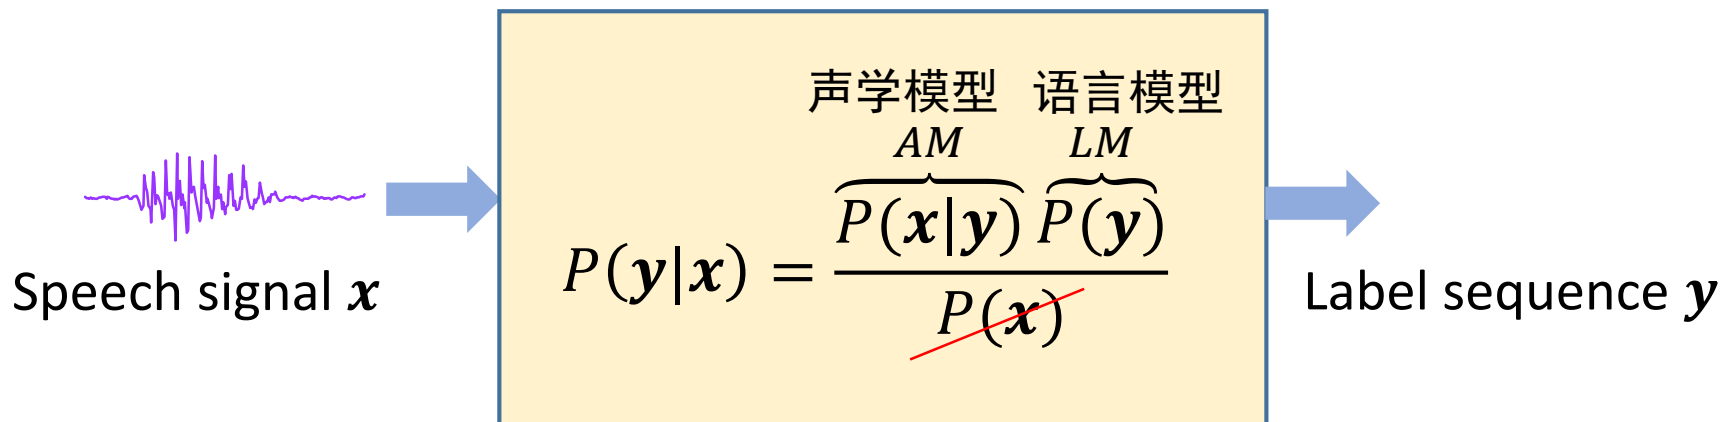 声学模型 语言模型
AM LM
P(x|y) P(y)
P(y|x) =
P(x)
Speech signal x
Label sequence y